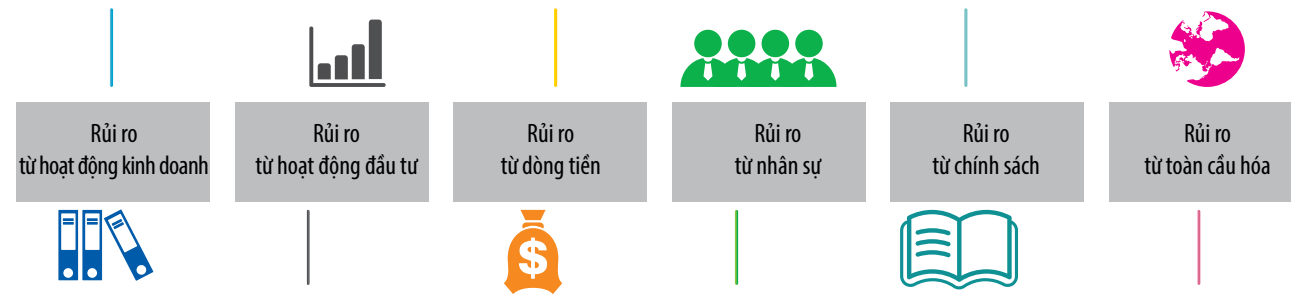 Rủi ro
từ hoạt động kinh doanh
Rủi ro
từ hoạt động đầu tư
Rủi ro
từ dòng tiền
Rủi ro
từ nhân sự
Rủi ro
từ chính sách
Rủi ro
từ toàn cầu hóa
$